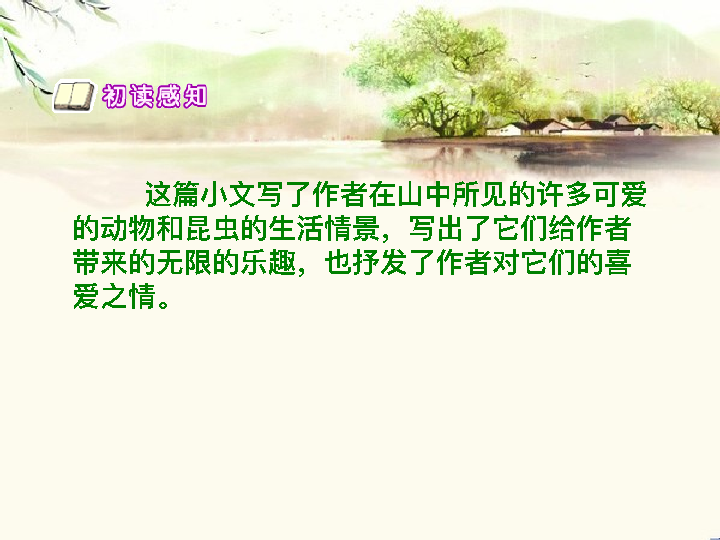 初读感知
这篇小文写了作者在山中所见的许多可爱
的动物和昆虫的生活情景，写出了它们给作者
带来的无限的乐趣，也抒发了作者对它们的喜
爱之情。